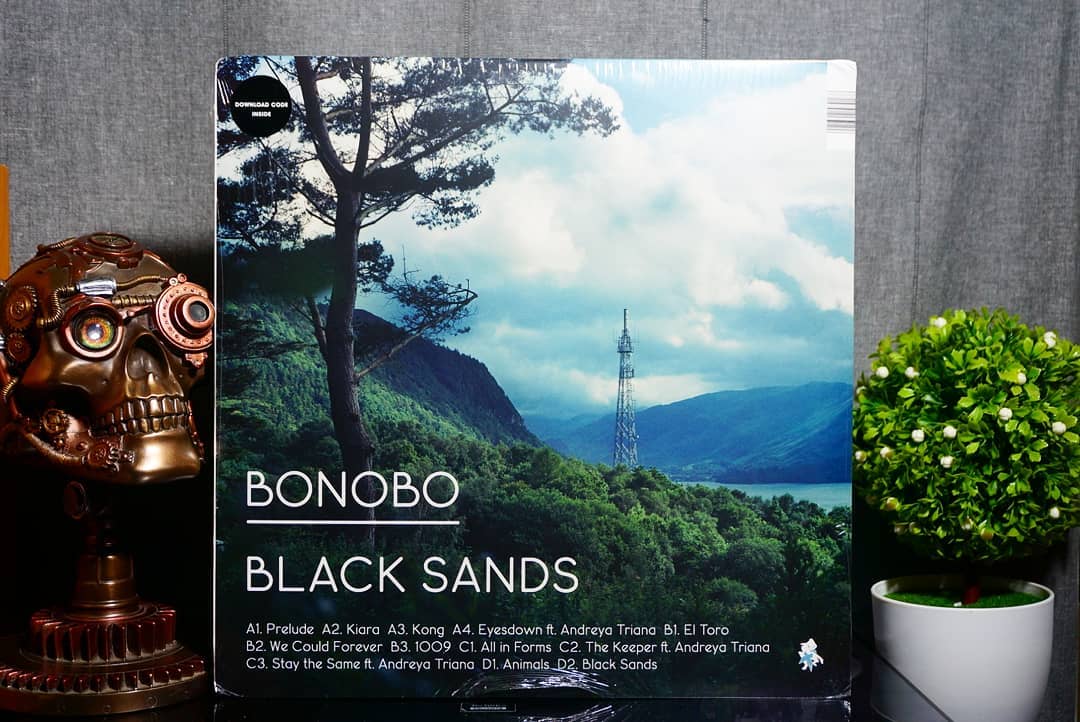 DOWNLOAD CODE
INSIDE
BONOBO
BLACK SANDS
A1. Prelude A2. Kiara A3. Kong A4. Eyesdown ft. Andreya Triana B1. El Toro
B2. We Could Forever B3. 1009 C1. All in Forms C2. The Keeper ft. Andreya Triana
C3. Stay the Same ft. Andreya Triana D1. Animals D2. Black Sands